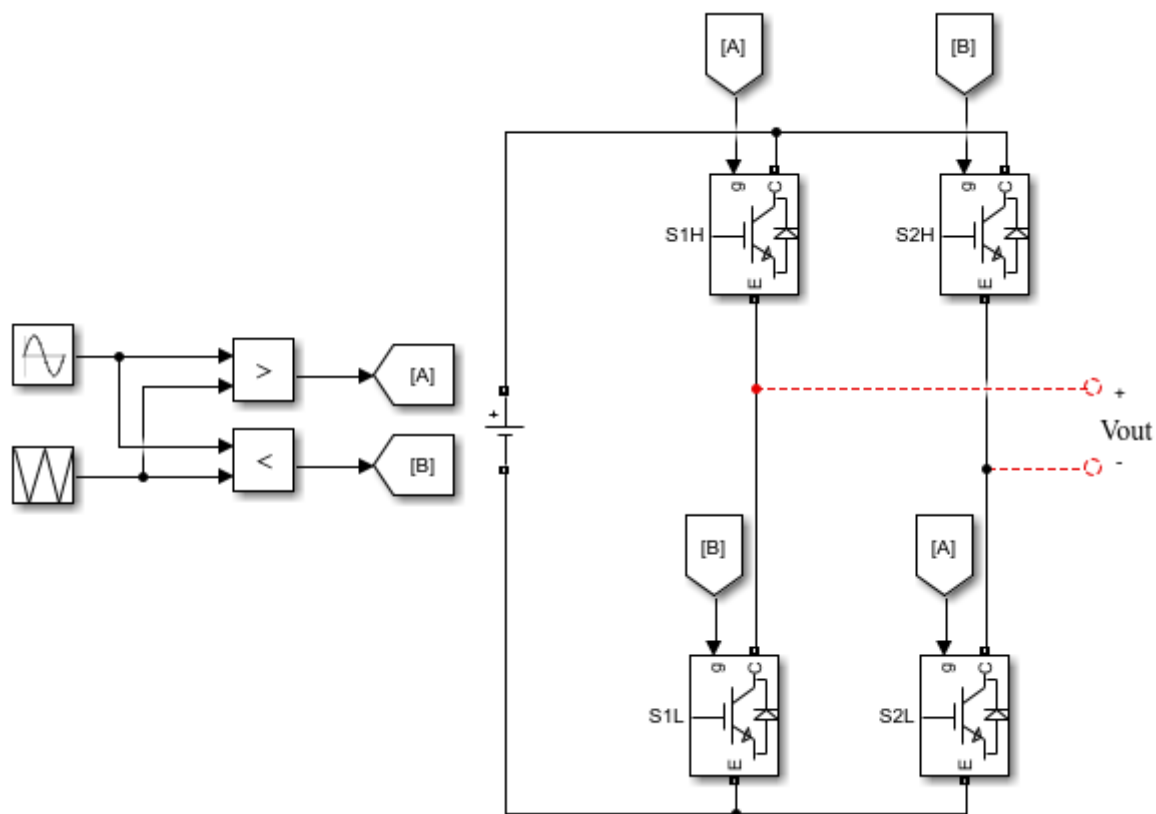 [A]
[B]
g
C
g
C
S1H
S2H
E
E
>
[A]
+
+
Vout
-
<
[B]
[B]
[A]
g
C
g
C
S1L
S2L
E
E